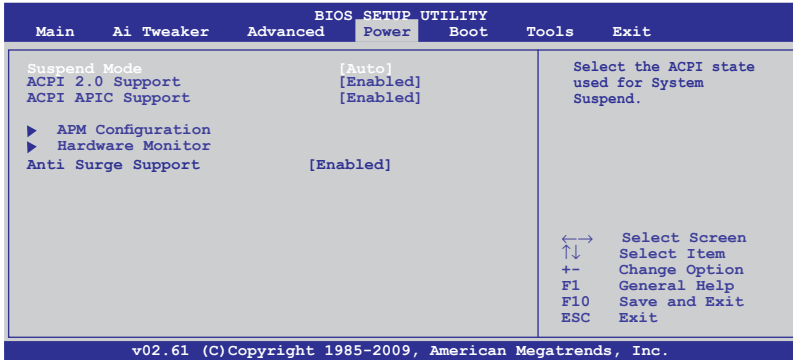 BIOS SETUP UTILITY
Main Ai Tweaker Advanced Power Boot Tools Exit
Suspend Mode [Auto]
ACPI 2.0 Support [Enabled]
ACPI APIC Support [Enabled]
APM Configuration
Hardware Monitor
Anti Surge Support [Enabled]
Select the ACPI state
used for System
Suspend.
←→ Select Screen
↑↓ Select Item
+- Change Option
F1 General Help
F10 Save and Exit
ESC Exit
v02.61 (C)Copyright 1985-2009, American Megatrends, Inc.